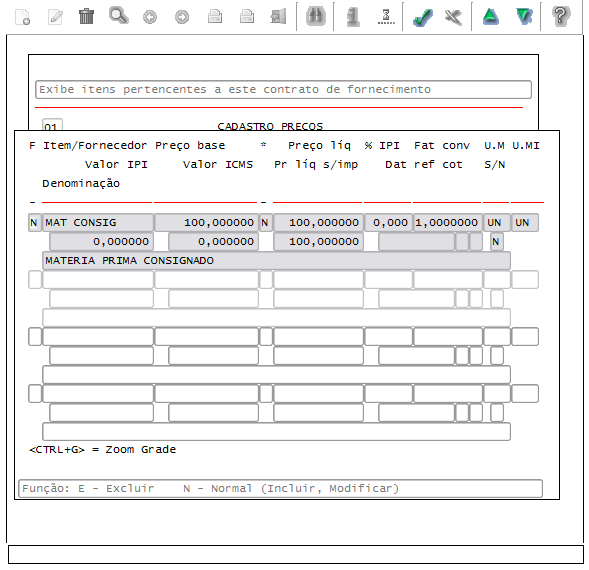 Exibe itens pertencentes a este contrato de fornecimento
01 CADASTRO PRECOS
F Item/Fornecedor Preço base * Preço líq % IPI Fat conv U.M U.MI
Valor IPI Valor ICMS Pr líq s/imp Dat ref cot S/N
Denominação
N MAT CONSIG 100,000000 N 100,000000 0,000 1,0000000 UN UN
0,000000 0,000000 100,000000 N
MATERIA PRIMA CONSIGNADO
<CTRL+G> = Zoom Grade
Função: E - Excluir N - Normal (Incluir, Modificar)